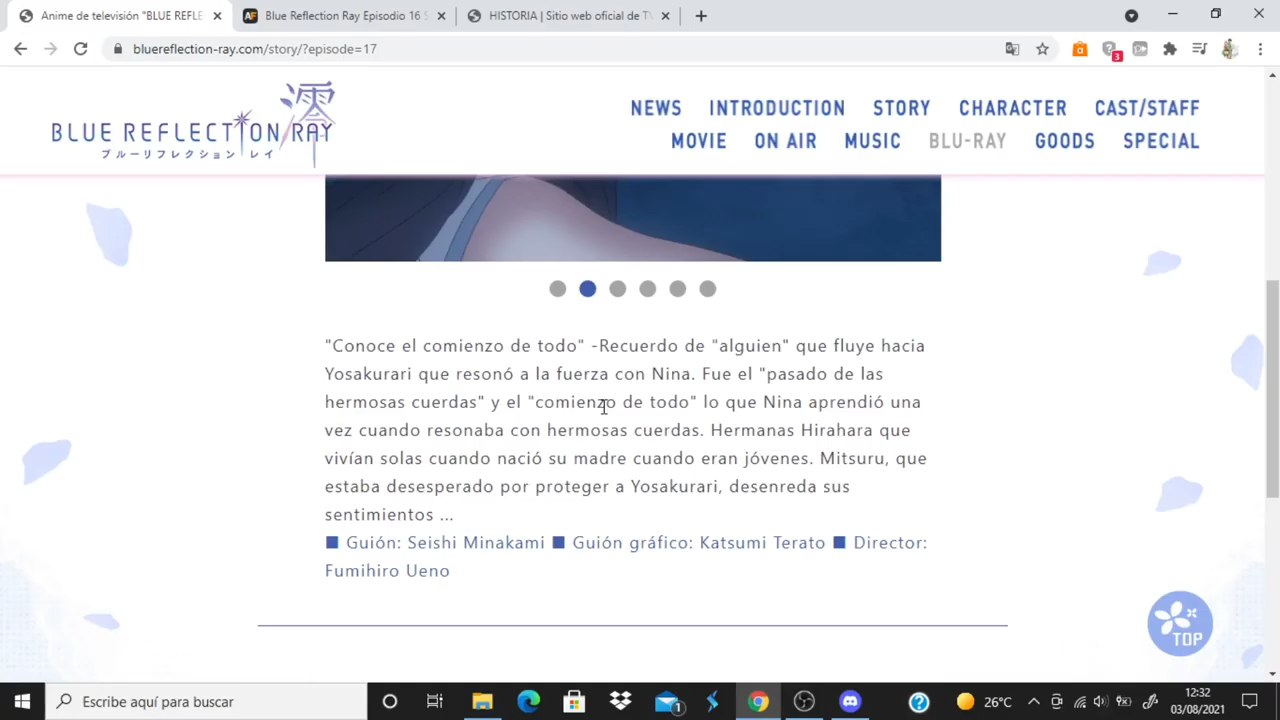 Anime de televisión "BLUE REFLE
Blue Reflection Ray Episodio 16 S
HISTORIA | Sitio web oficial de TV
bluereflection-ray.com/story/?episode=17
3
澪
BLUE REFLECTION RAY
ブルーリフレクション レイ
NEWS INTRODUCTION STORY CHARACTER CAST/STAFF
MOVIE ON AIR MUSIC BLU-RAY GOODS SPECIAL
"Conoce el comienzo de todo" -Recuerdo de "alguien" que fluye hacia
Yosakurari que resonó a la fuerza con Nina. Fue el "pasado de las
hermosas cuerdas" y el "comienzo de todo" lo que Nina aprendió una
vez cuando resonaba con hermosas cuerdas. Hermanas Hirahara que
vivían solas cuando nació su madre cuando eran jóvenes. Mitsuru, que
estaba desesperado por proteger a Yosakurari, desenreda sus
sentimientos ...
■ Guión: Seishi Minakami ■ Guión gráfico: Katsumi Terato ■ Director:
Fumihiro Ueno
TOP
Escribe aquí para buscar
1
26°C
12:32
03/08/2021